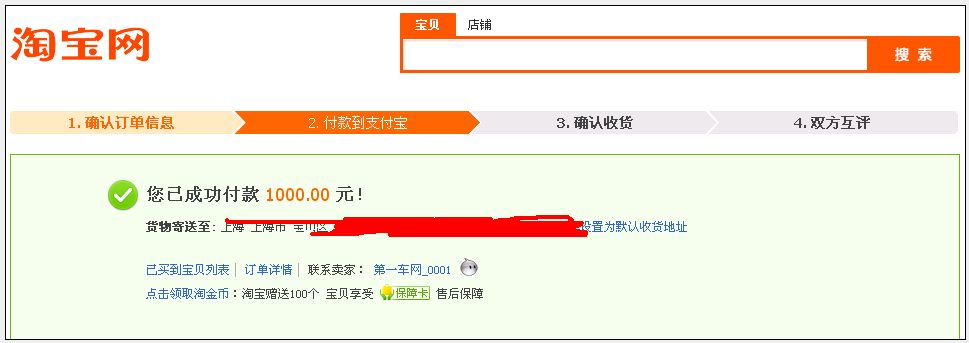 淘宝网
宝贝 店铺
搜 索
1. 确认订单信息 2. 付款到支付宝 3. 确认收货 4. 双方互评
您已成功付款 1000.00 元!
货物寄送至: 上海 上海市 宝山区 设置为默认收货地址
已买到宝贝列表 | 订单详情 | 联系卖家: 第一车网_0001
点击领取淘金币:淘宝赠送100个 宝贝享受 保障卡 售后保障